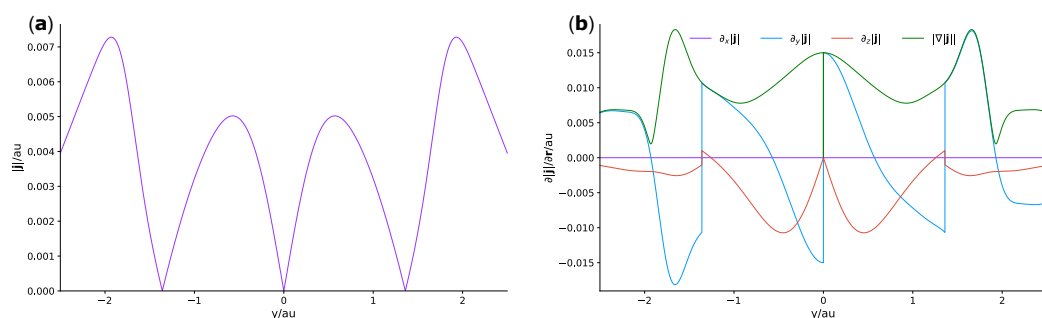 (a)
|j|/au
0.007
0.006
0.005
0.004
0.003
0.002
0.001
0.000
−2
−1
0
1
2
y/au
(b)
∂ₓ|j|
∂ᵧ|j|
∂_z|j|
|∇|j||
∂|j|/∂r/au
0.015
0.010
0.005
0.000
−0.005
−0.010
−0.015
−2
−1
0
1
2
y/au